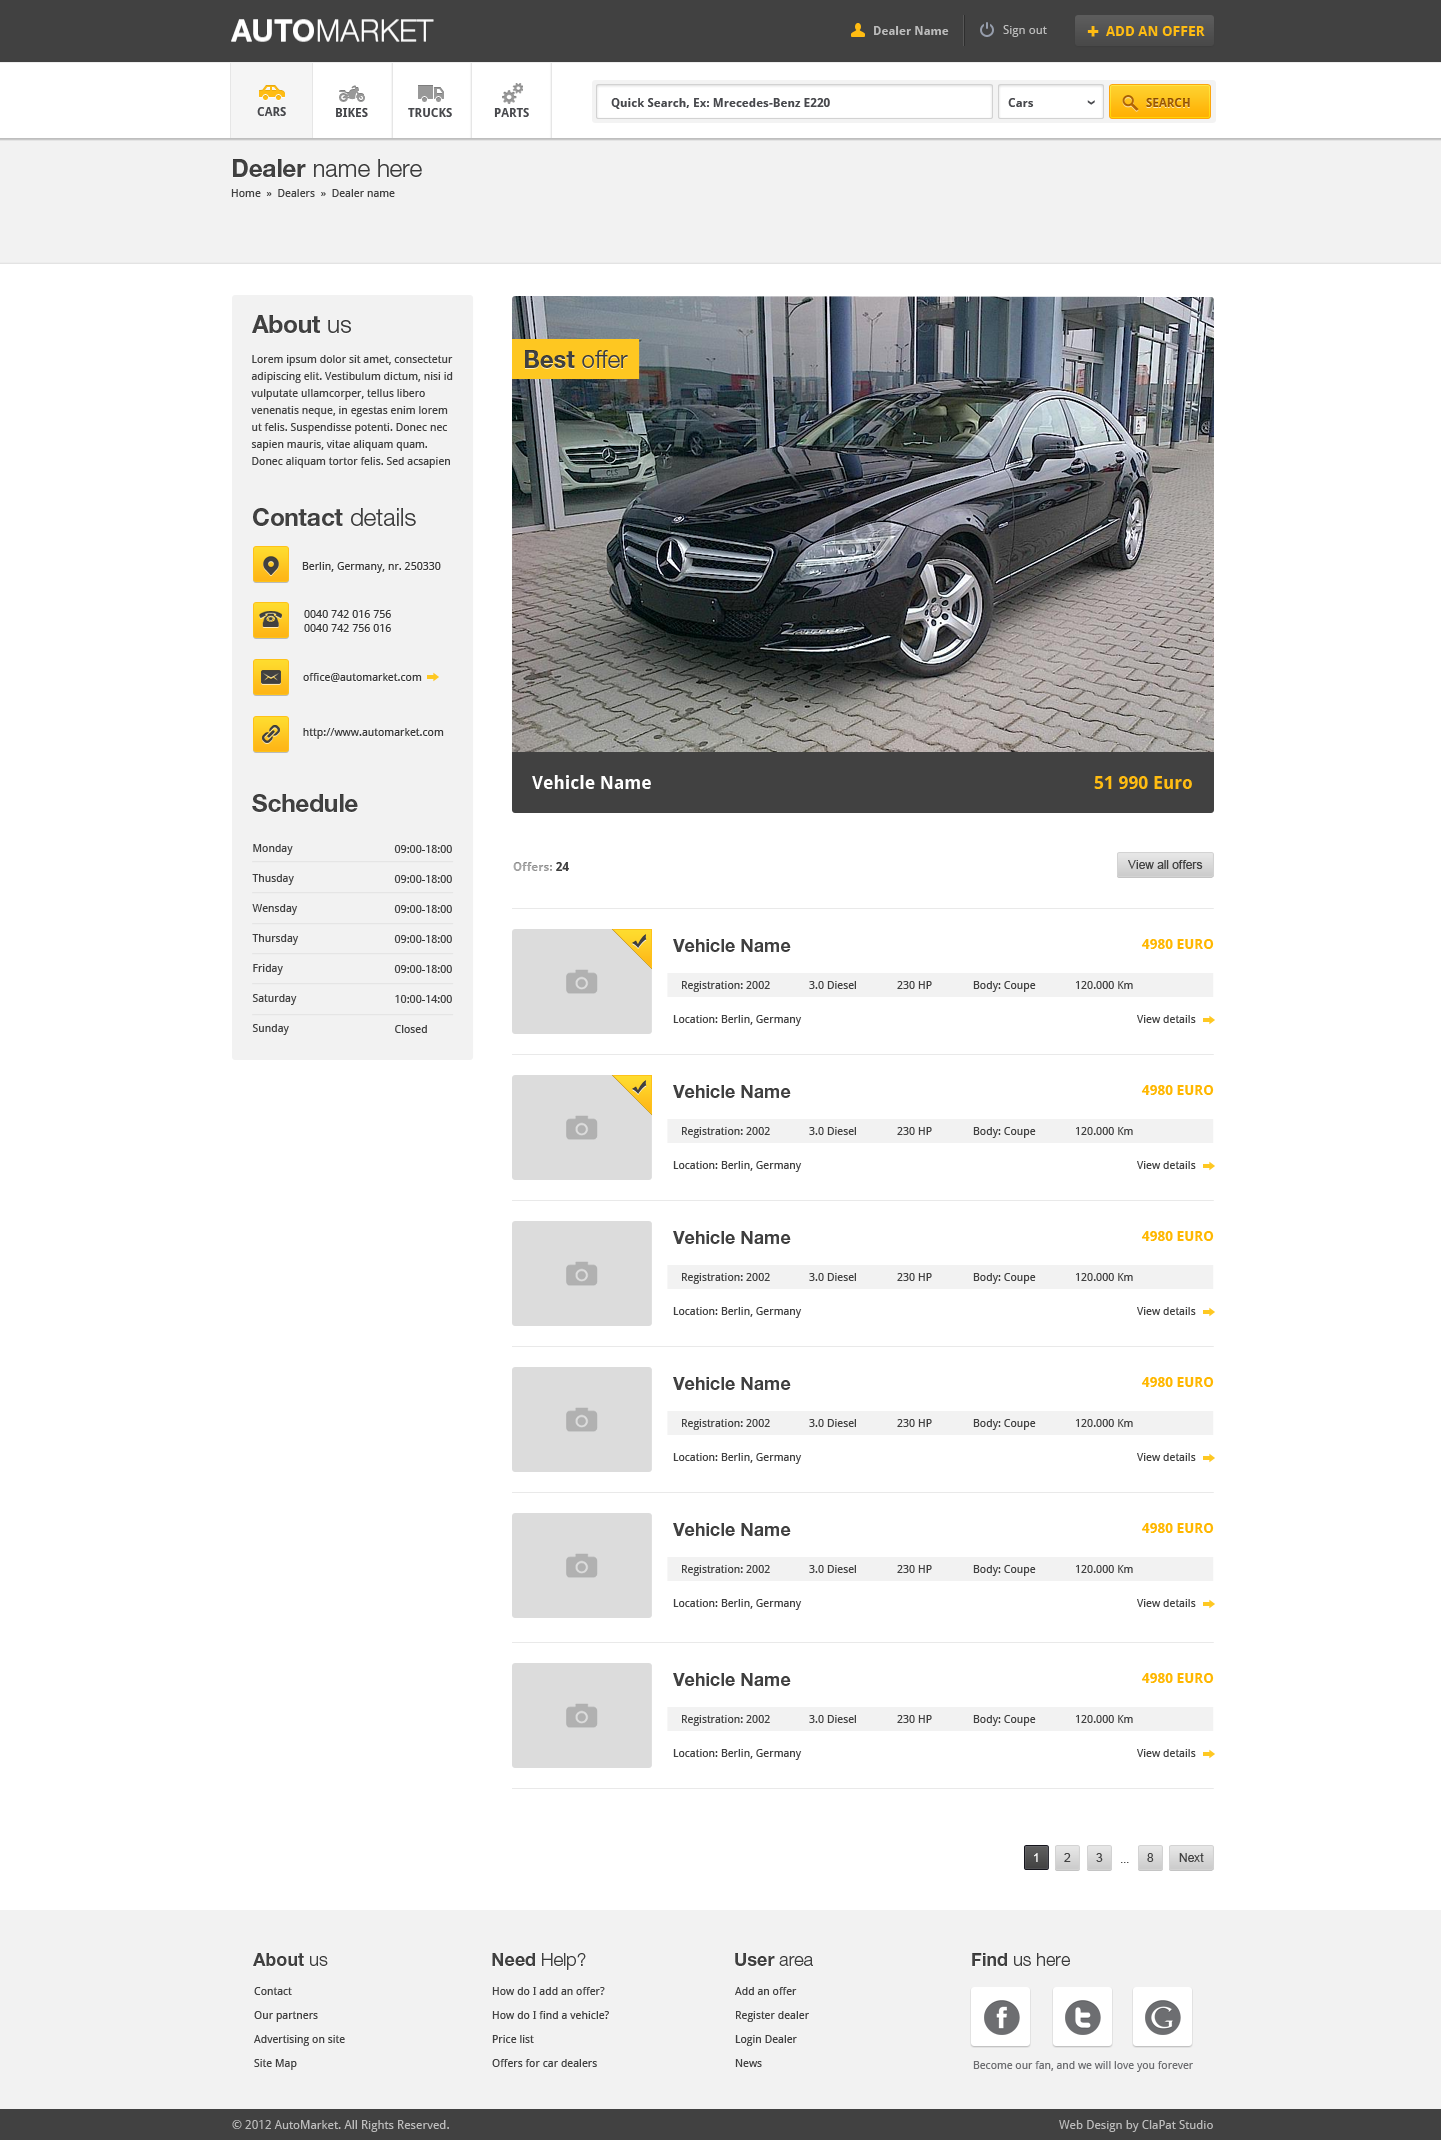 AUTOMARKET
Dealer Name
Sign out
ADD AN OFFER
CARS
BIKES
TRUCKS
PARTS
Quick Search, Ex: Mrecedes-Benz E220
Cars
SEARCH
Dealer name here
Home » Dealers » Dealer name
About us
Lorem ipsum dolor sit amet, consectetur
adipiscing elit. Vestibulum dictum, nisi id
vulputate ullamcorper, tellus libero
venenatis neque, in egestas enim lorem
ut felis. Suspendisse potenti. Donec nec
sapien mauris, vitae aliquam quam.
Donec aliquam tortor felis. Sed acsapien
Contact details
Berlin, Germany, nr. 250330
0040 742 016 756
0040 742 756 016
office@automarket.com
http://www.automarket.com
Schedule
Monday 09:00-18:00
Thusday 09:00-18:00
Wensday 09:00-18:00
Thursday 09:00-18:00
Friday 09:00-18:00
Saturday 10:00-14:00
Sunday Closed
Best offer
CLS
Vehicle Name 51 990 Euro
Offers: 24
View all offers
Vehicle Name 4980 EURO
Registration: 2002 3.0 Diesel 230 HP Body: Coupe 120.000 Km
Location: Berlin, Germany View details
Vehicle Name 4980 EURO
Registration: 2002 3.0 Diesel 230 HP Body: Coupe 120.000 Km
Location: Berlin, Germany View details
Vehicle Name 4980 EURO
Registration: 2002 3.0 Diesel 230 HP Body: Coupe 120.000 Km
Location: Berlin, Germany View details
Vehicle Name 4980 EURO
Registration: 2002 3.0 Diesel 230 HP Body: Coupe 120.000 Km
Location: Berlin, Germany View details
Vehicle Name 4980 EURO
Registration: 2002 3.0 Diesel 230 HP Body: Coupe 120.000 Km
Location: Berlin, Germany View details
Vehicle Name 4980 EURO
Registration: 2002 3.0 Diesel 230 HP Body: Coupe 120.000 Km
Location: Berlin, Germany View details
1 2 3 ... 8 Next
About us
Contact
Our partners
Advertising on site
Site Map
Need Help?
How do I add an offer?
How do I find a vehicle?
Price list
Offers for car dealers
User area
Add an offer
Register dealer
Login Dealer
News
Find us here
f t G
Become our fan, and we will love you forever
© 2012 AutoMarket. All Rights Reserved.
Web Design by ClaPat Studio